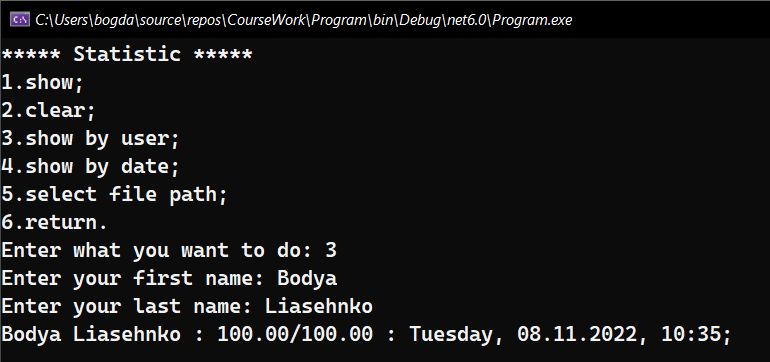 C:\Users\bogda\source\repos\CourseWork\Program\bin\Debug\net6.0\Program.exe
***** Statistic *****
1.show;
2.clear;
3.show by user;
4.show by date;
5.select file path;
6.return.
Enter what you want to do: 3
Enter your first name: Bodya
Enter your last name: Liasehnko
Bodya Liasehnko : 100.00/100.00 : Tuesday, 08.11.2022, 10:35;